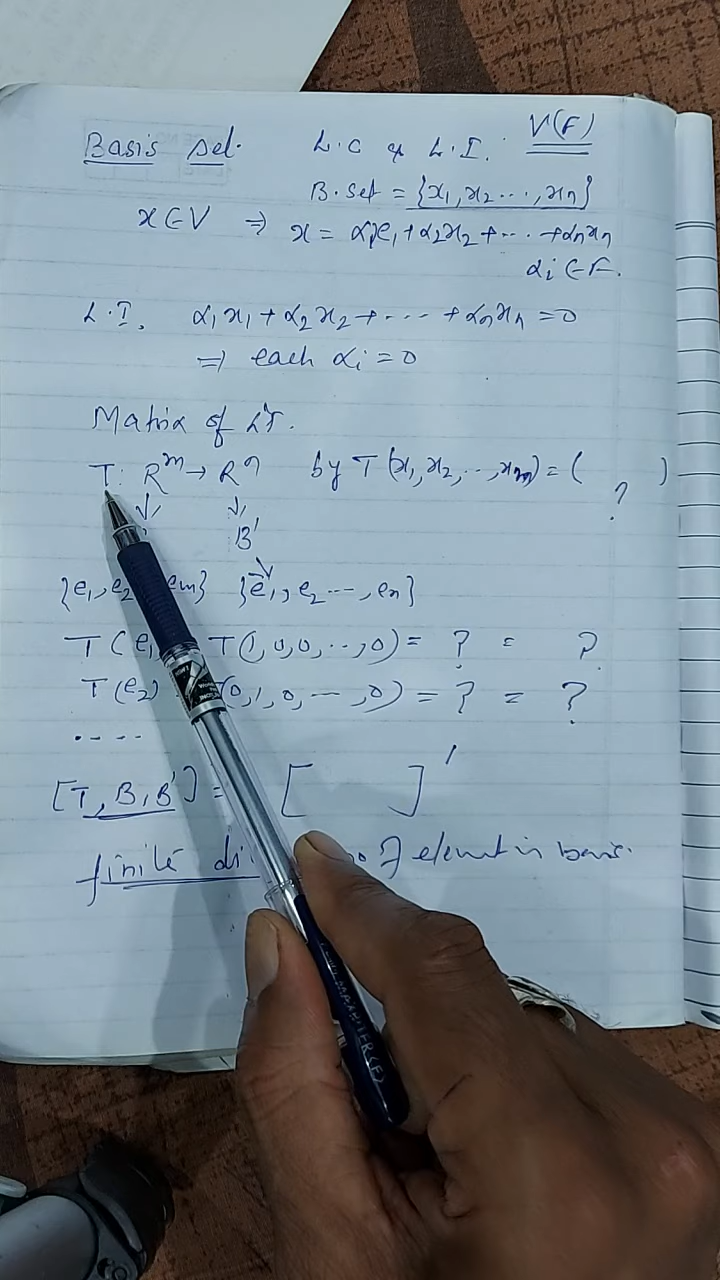 Basis Set. L.C & L.I. V(F)
B. set = {x₁, x₂ ..., xn}
x ∈ V ⇒ x = α₁x₁ + α₂x₂ + ... + αnxn
αi ∈ F.
L.I. α₁x₁ + α₂x₂ + ... + αnxn = 0
⇒ each αi = 0
Matrix of LT.
T: Rᵐ → Rⁿ by T(x₁, x₂, .., xm) = ( ? )
B'
{e₁, e₂ em} {e₁, e₂ ..., en}
T(e₁ T(1, 0, 0, .., 0) = ? = ?
T(e₂) (0, 1, 0, ..., 0) = ? = ?
....
[T, B, B'] = [ ]'
finite di of element in basis.